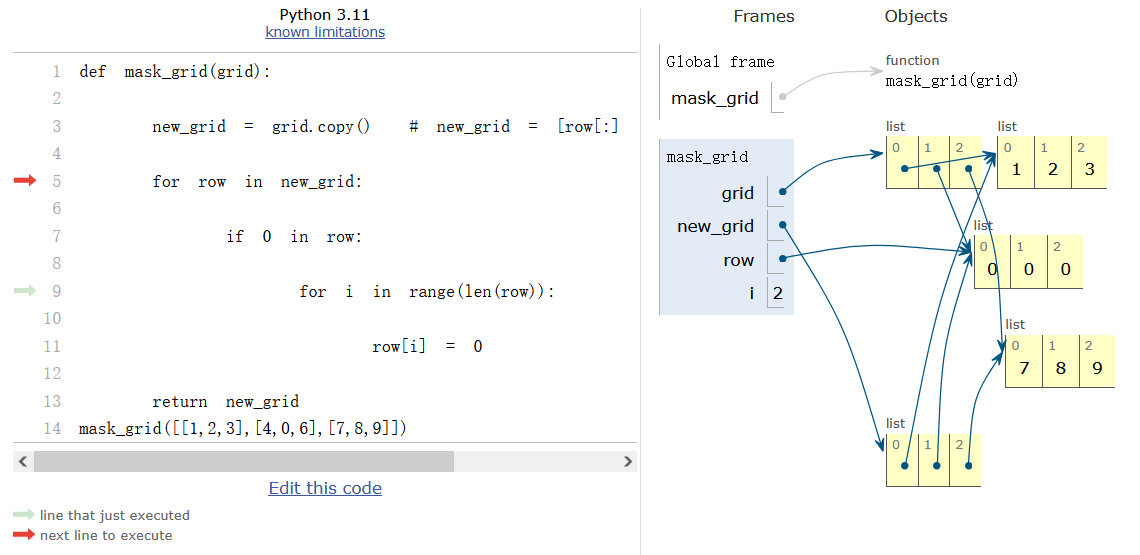 Python 3.11
known limitations
1 def mask_grid(grid):
2
3 new_grid = grid.copy() # new_grid = [row[:]
4
5 for row in new_grid:
6
7 if 0 in row:
8
9 for i in range(len(row)):
10
11 row[i] = 0
12
13 return new_grid
14 mask_grid([[1,2,3],[4,0,6],[7,8,9]])
Edit this code
line that just executed
next line to execute
Frames Objects
Global frame
mask_grid
function
mask_grid(grid)
mask_grid
grid
new_grid
row
i 2
list
0 1 2
list
0 1 2
1 2 3
list
0 1 2
0 0 0
list
0 1 2
7 8 9
list
0 1 2